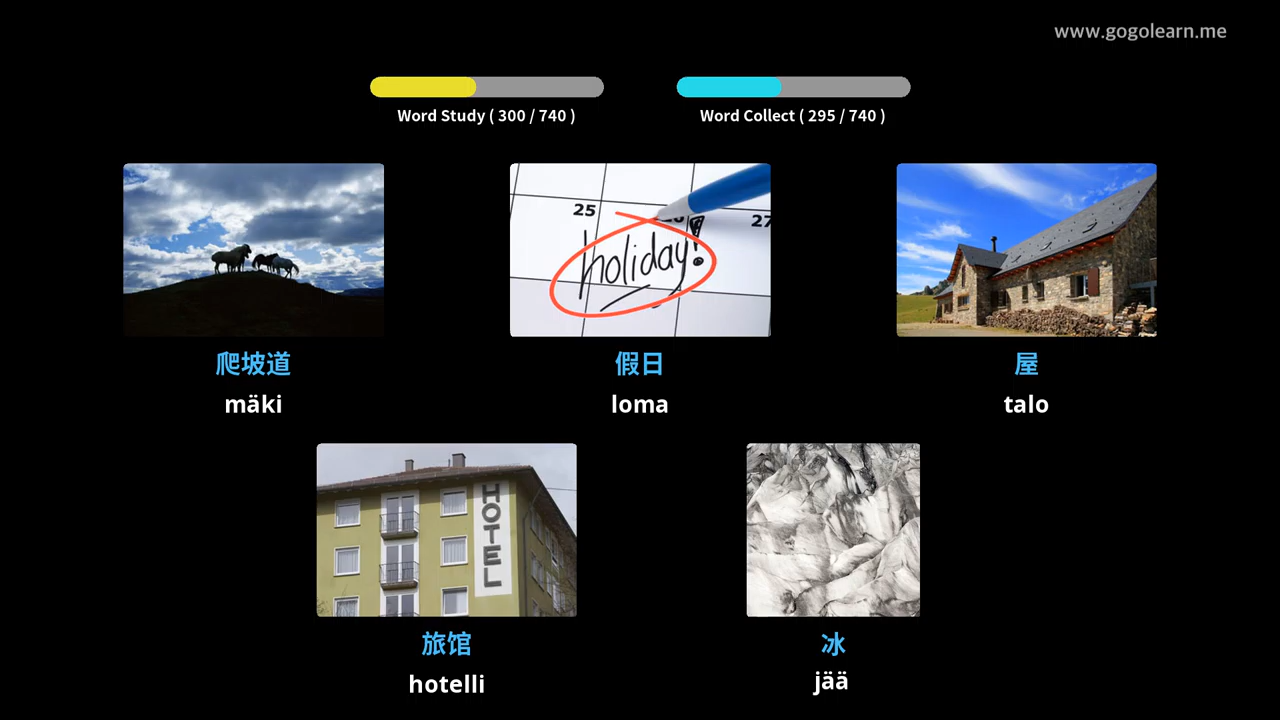 www.gogolearn.me
Word Study ( 300 / 740 )
Word Collect ( 295 / 740 )
25
27
holiday!
爬坡道
假日
屋
mäki
loma
talo
HOTEL
旅馆
冰
hotelli
jää